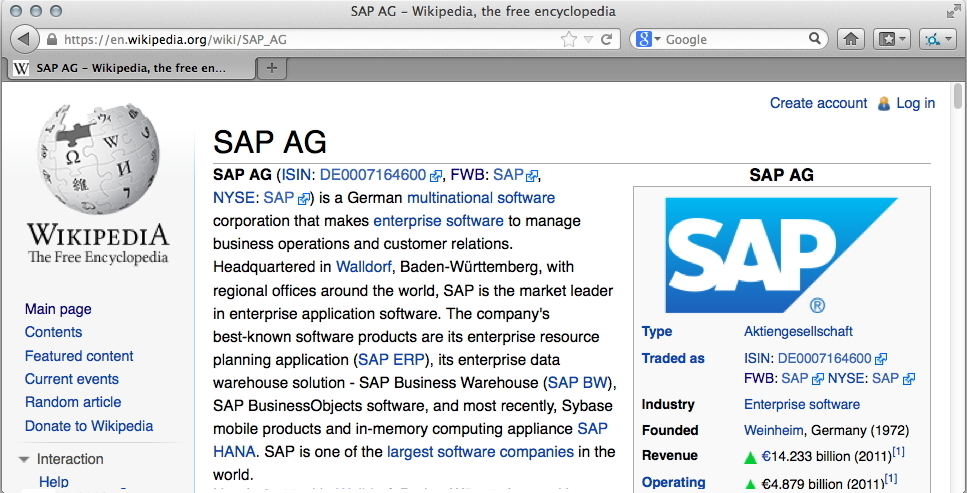 SAP AG – Wikipedia, the free encyclopedia
https://en.wikipedia.org/wiki/SAP_AG
Google
W SAP AG – Wikipedia, the free en...
Create account
Log in
WIKIPEDIA
The Free Encyclopedia
Main page
Contents
Featured content
Current events
Random article
Donate to Wikipedia
Interaction
Help
SAP AG
SAP AG (ISIN: DE0007164600, FWB: SAP,
NYSE: SAP) is a German multinational software
corporation that makes enterprise software to manage
business operations and customer relations.
Headquartered in Walldorf, Baden-Württemberg, with
regional offices around the world, SAP is the market leader
in enterprise application software. The company's
best-known software products are its enterprise resource
planning application (SAP ERP), its enterprise data
warehouse solution - SAP Business Warehouse (SAP BW),
SAP BusinessObjects software, and most recently, Sybase
mobile products and in-memory computing appliance SAP
HANA. SAP is one of the largest software companies in the
world.
SAP AG
SAP®
Type Aktiengesellschaft
Traded as ISIN: DE0007164600
FWB: SAP NYSE: SAP
Industry Enterprise software
Founded Weinheim, Germany (1972)
Revenue ▲ €14.233 billion (2011)[1]
Operating ▲ €4.879 billion (2011)[1]